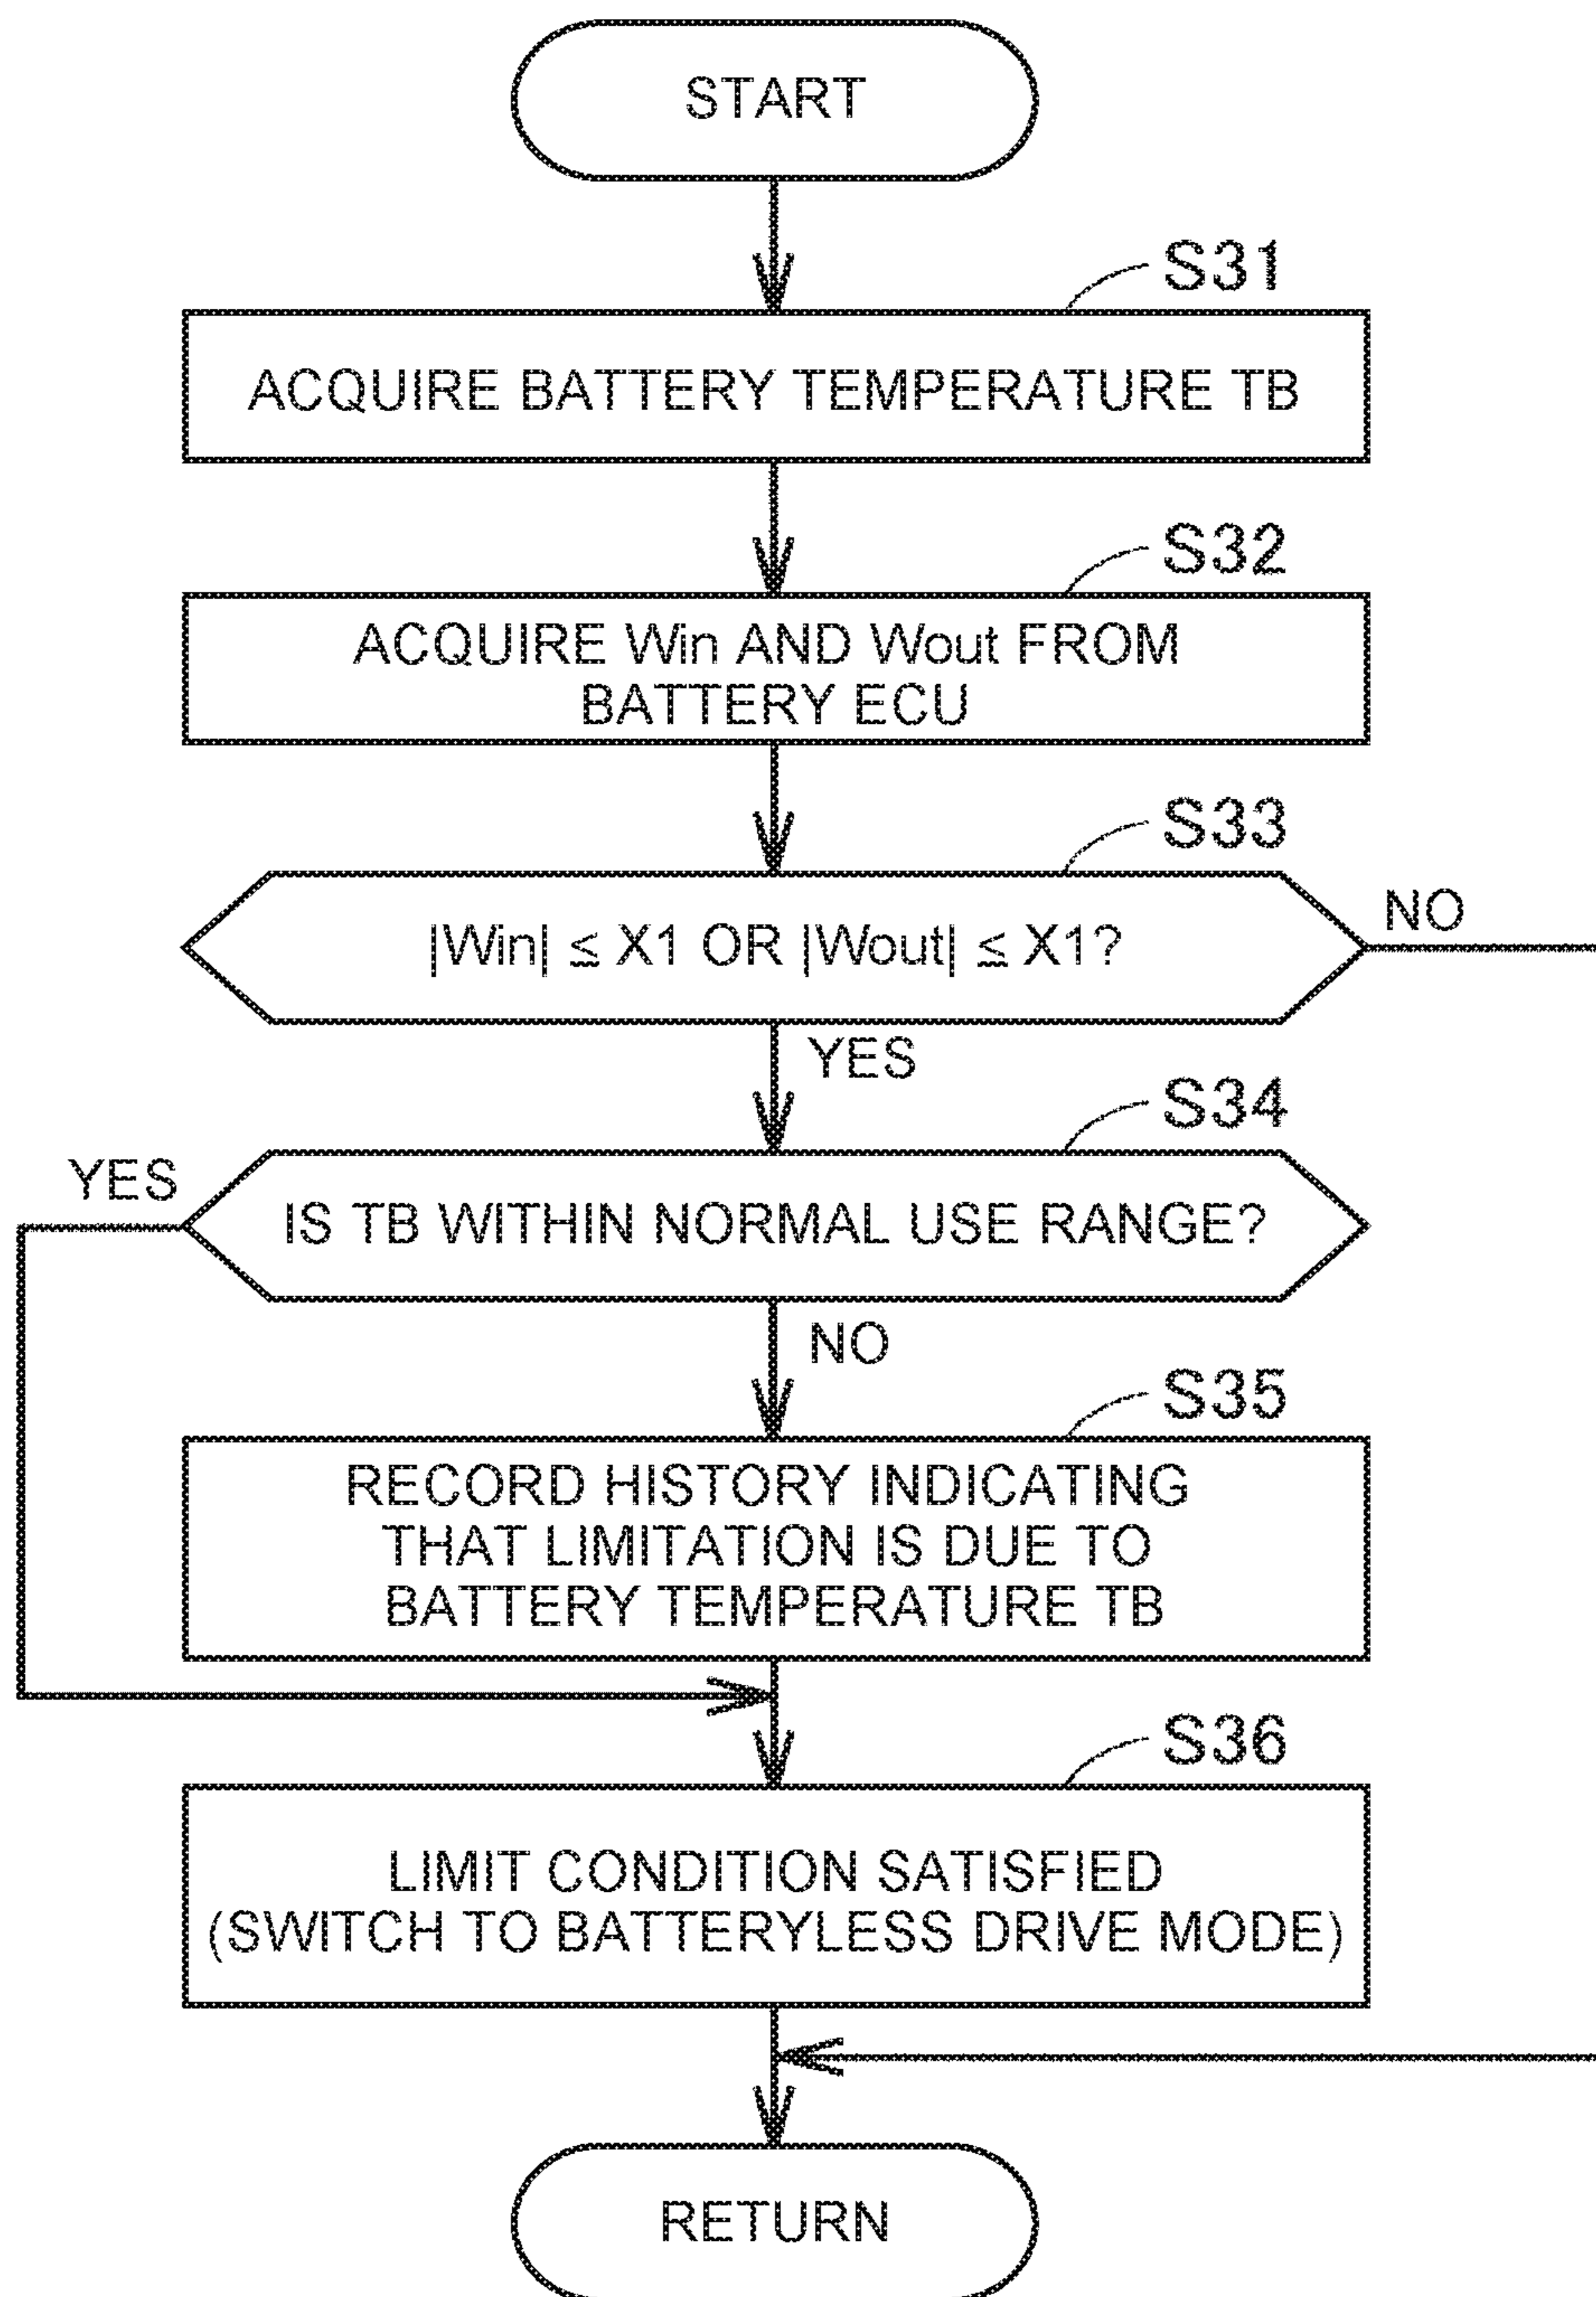 START
S31
ACQUIRE BATTERY TEMPERATURE TB
S32
ACQUIRE Win AND Wout FROM
BATTERY ECU
S33
|Win| ≤ X1 OR |Wout| ≤ X1?
NO
YES
S34
YES
IS TB WITHIN NORMAL USE RANGE?
NO
S35
RECORD HISTORY INDICATING
THAT LIMITATION IS DUE TO
BATTERY TEMPERATURE TB
S36
LIMIT CONDITION SATISFIED
(SWITCH TO BATTERYLESS DRIVE MODE)
RETURN